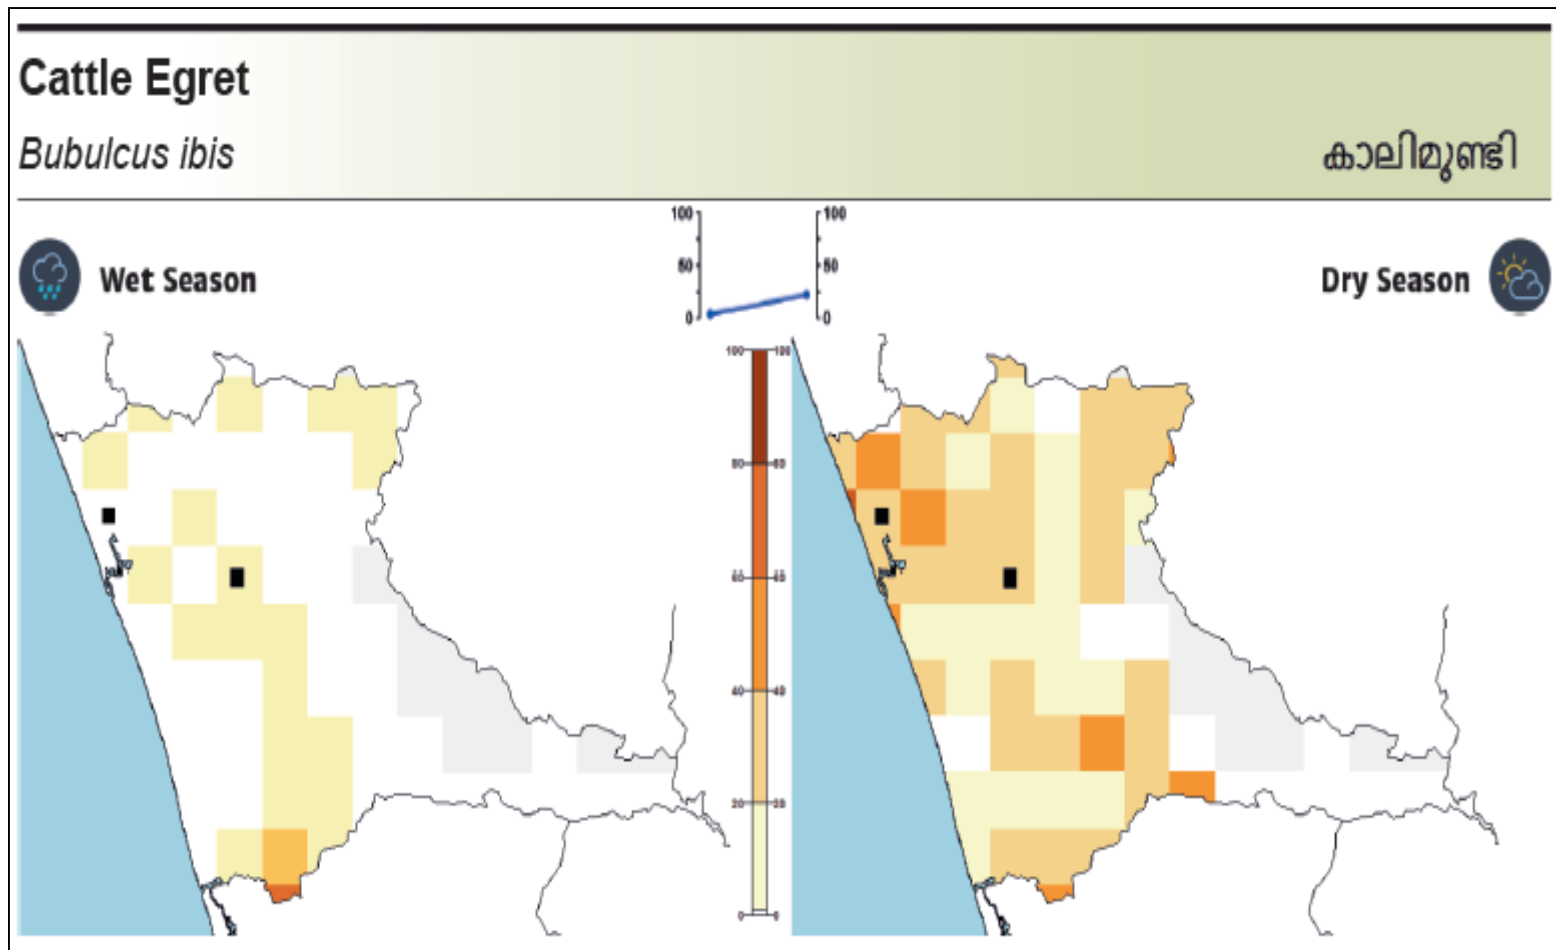 Cattle Egret
Bubulcus ibis
കാലിമുണ്ടി
100 100
Wet Season
50 50
Dry Season
0 0
100 100
80 80
60 60
40 40
20 20
0 0